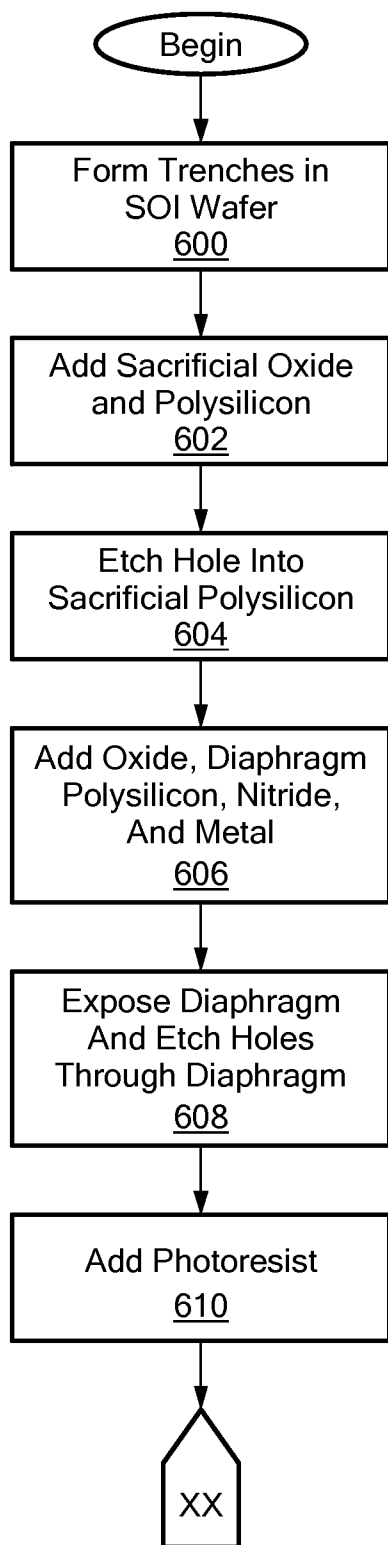 Begin
Form Trenches in
SOI Wafer
600
Add Sacrificial Oxide
and Polysilicon
602
Etch Hole Into
Sacrificial Polysilicon
604
Add Oxide, Diaphragm
Polysilicon, Nitride,
And Metal
606
Expose Diaphragm
And Etch Holes
Through Diaphragm
608
Add Photoresist
610
XX